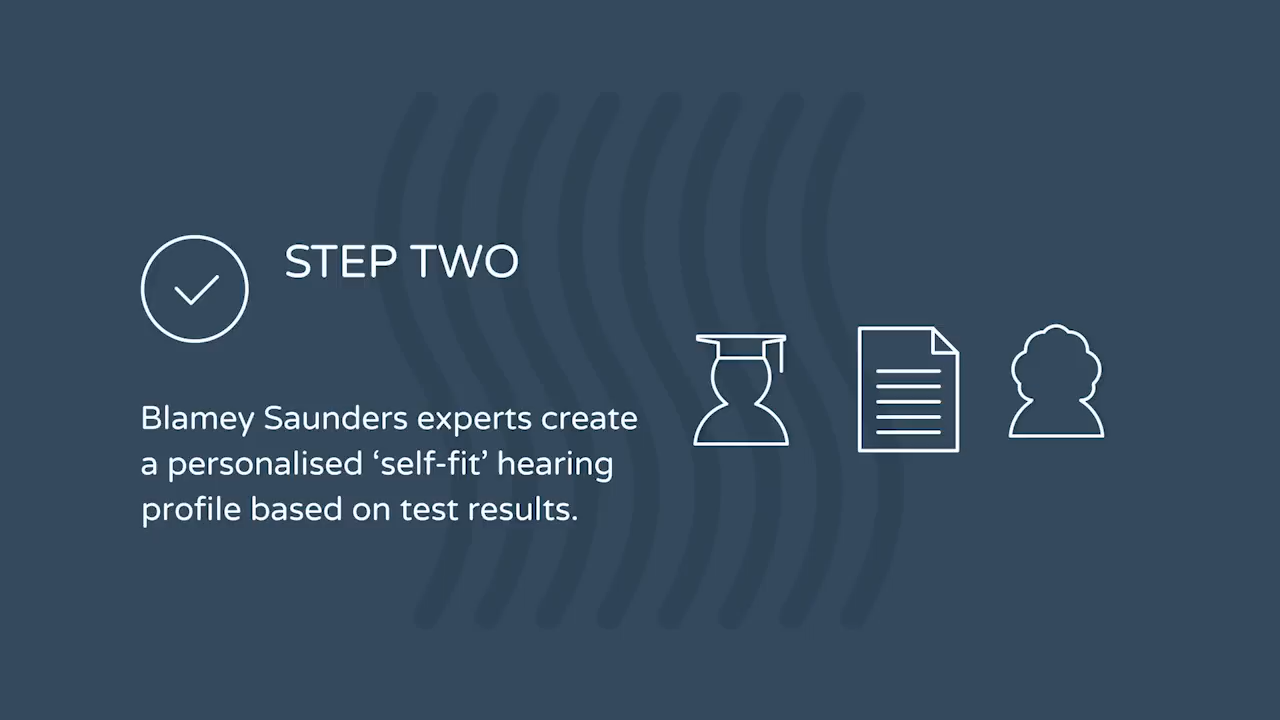 STEP TWO
Blamey Saunders experts create
a personalised ‘self-fit’ hearing
profile based on test results.